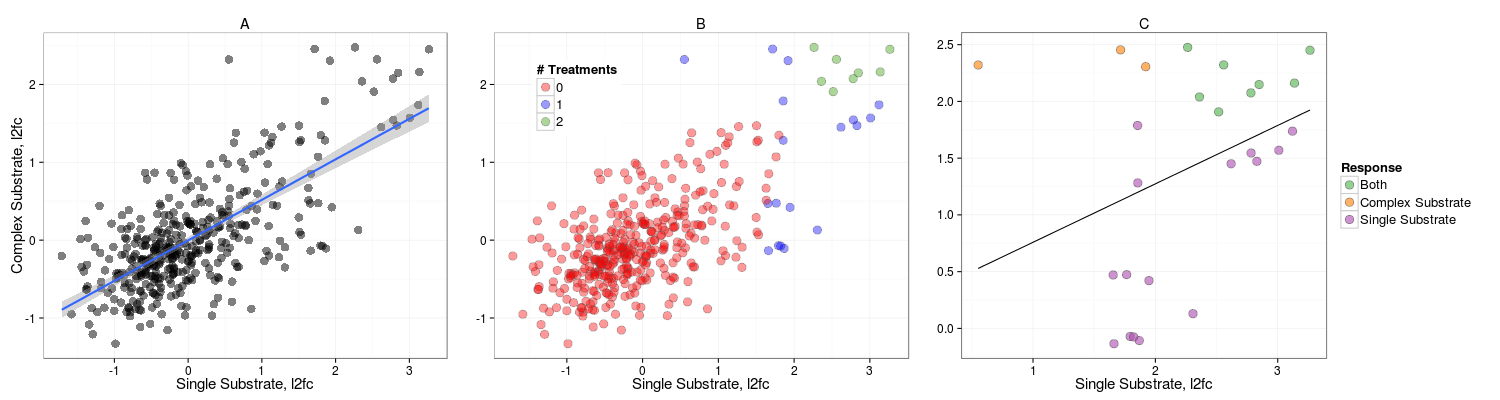 A
Complex Substrate, l2fc
2
1
0
-1
-1
0
1
2
3
Single Substrate, l2fc
B
# Treatments
0
1
2
2
1
0
-1
-1
0
1
2
3
Single Substrate, l2fc
C
2.5
2.0
1.5
1.0
0.5
0.0
1
2
3
Single Substrate, l2fc
Response
Both
Complex Substrate
Single Substrate